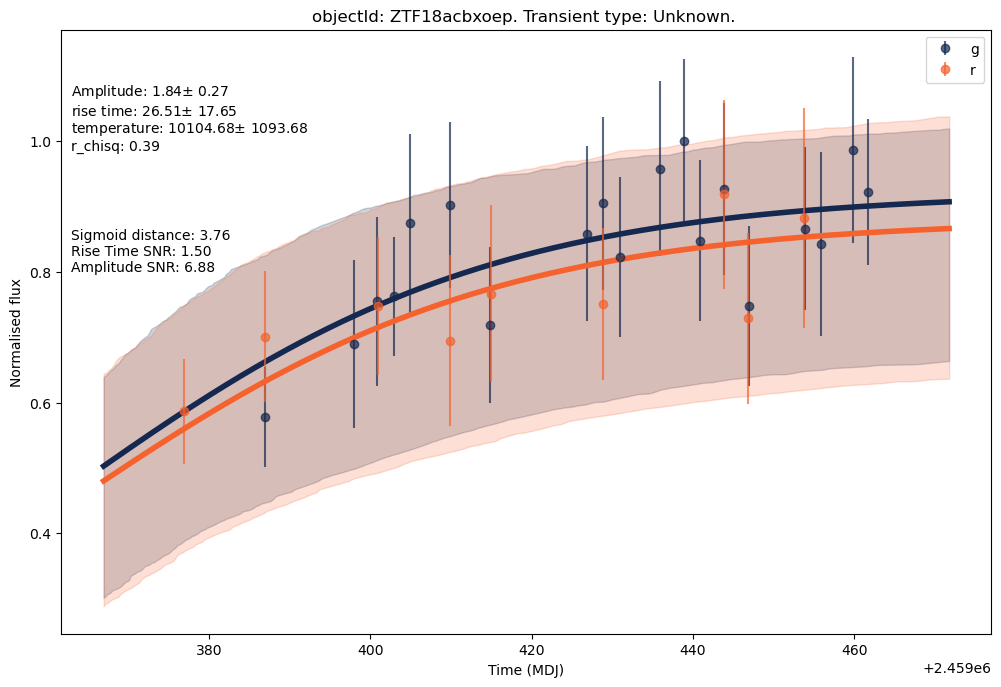 objectId: ZTF18acbxoep. Transient type: Unknown.
g
r
Amplitude: 1.84± 0.27
rise time: 26.51± 17.65
temperature: 10104.68± 1093.68
r_chisq: 0.39
Sigmoid distance: 3.76
Rise Time SNR: 1.50
Amplitude SNR: 6.88
Normalised flux
1.0
0.8
0.6
0.4
380 400 420 440 460
Time (MDJ)
+2.459e6